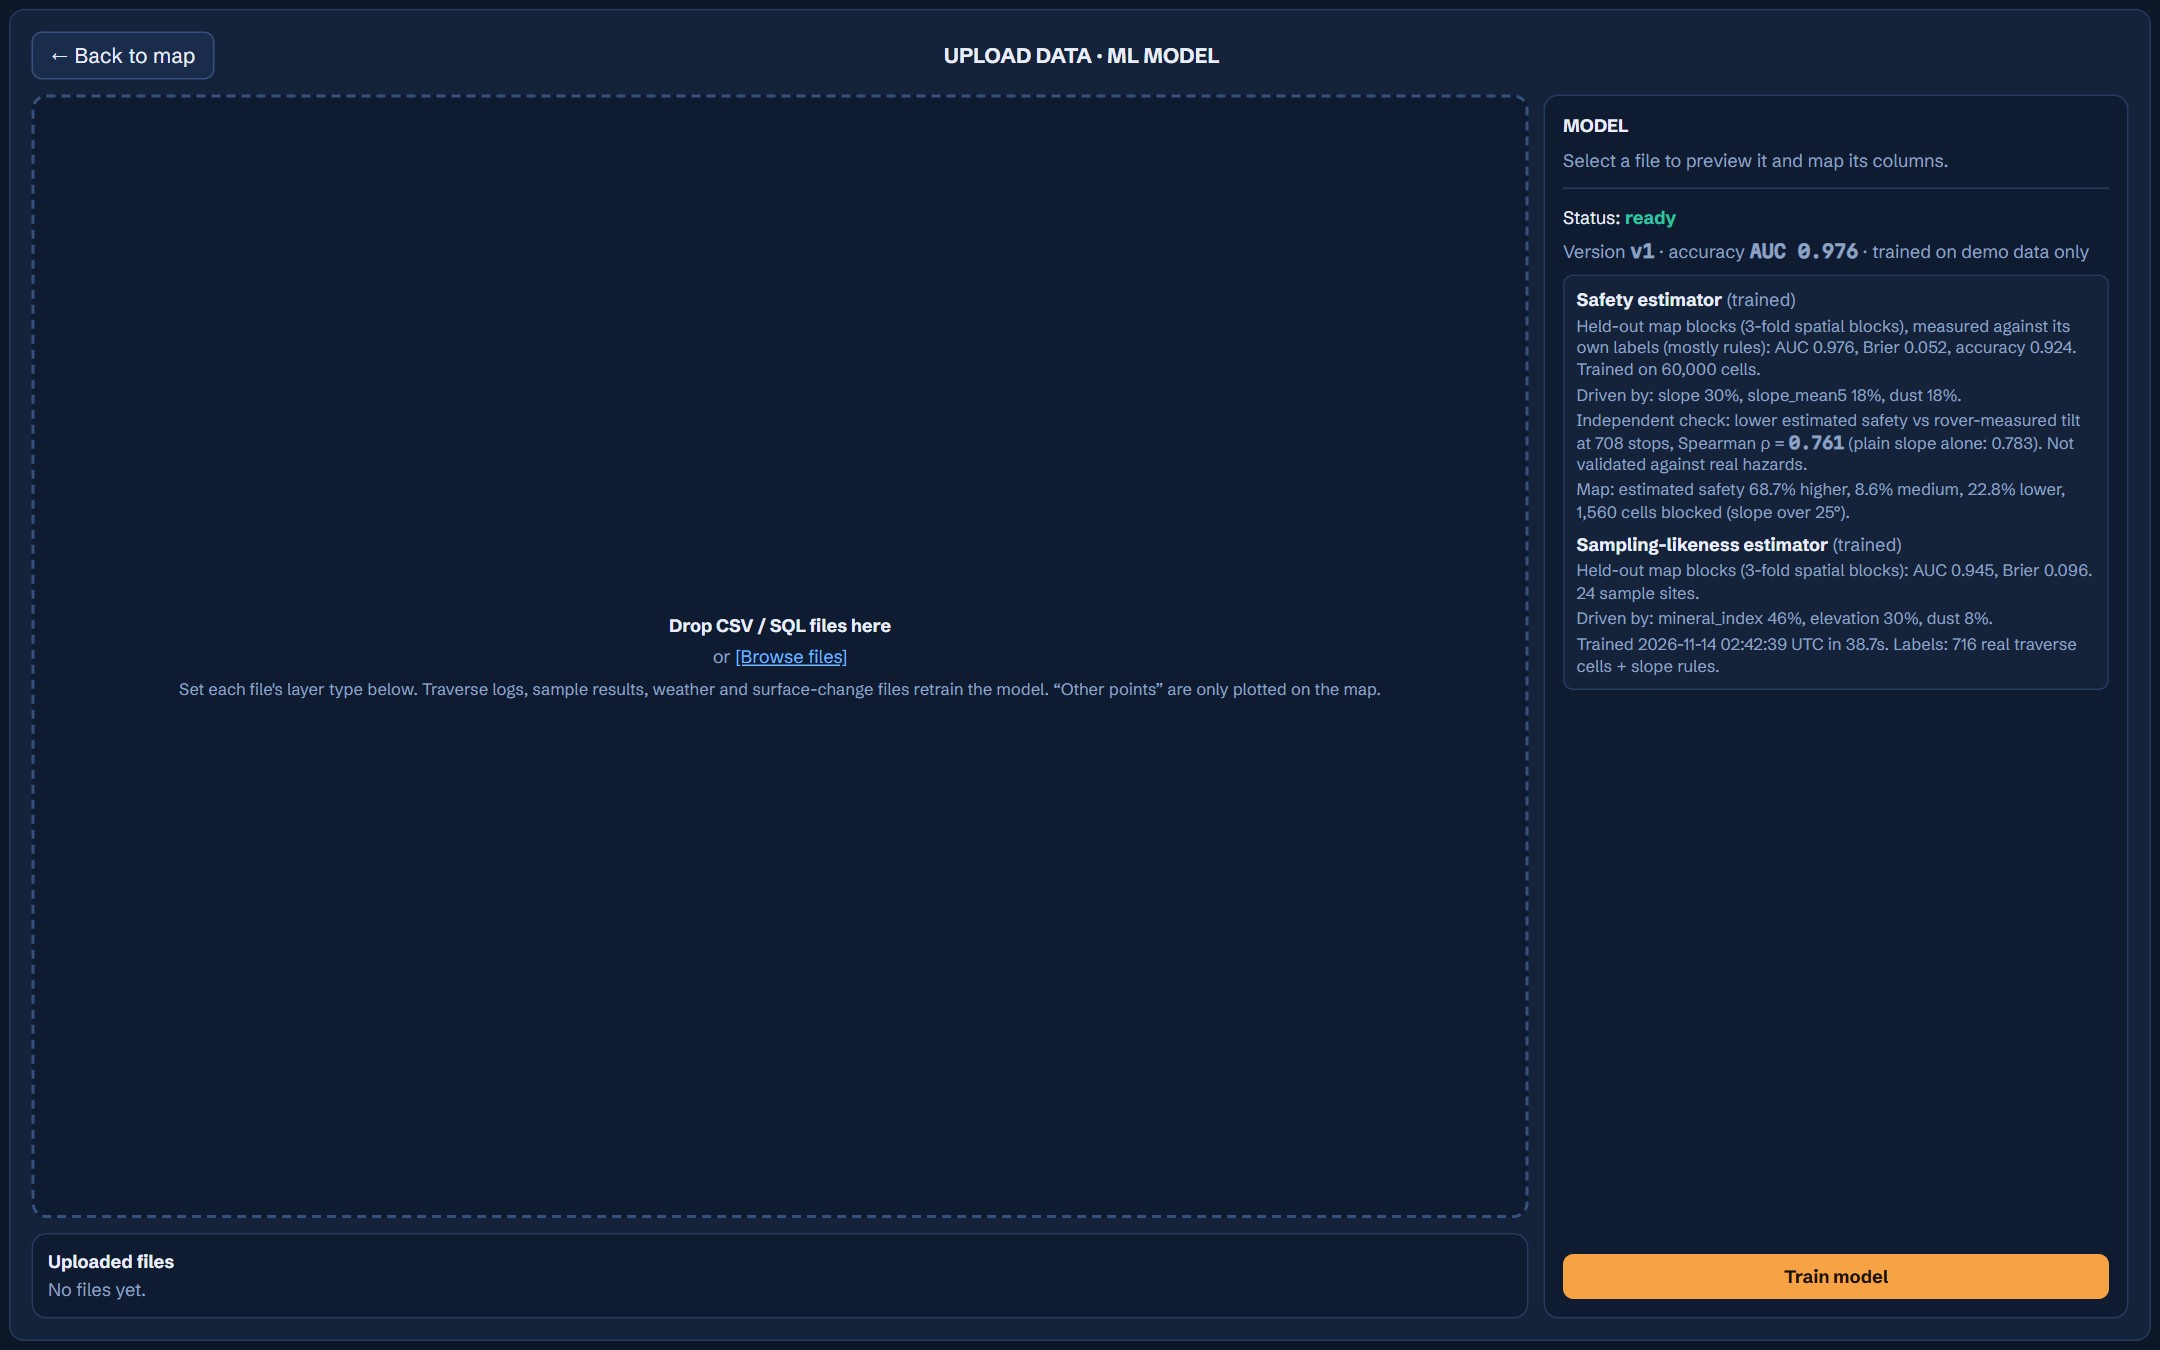 ← Back to map
UPLOAD DATA · ML MODEL
Drop CSV / SQL files here
or [Browse files]
Set each file's layer type below. Traverse logs, sample results, weather and surface-change files retrain the model. “Other points” are only plotted on the map.
Uploaded files
No files yet.
MODEL
Select a file to preview it and map its columns.
Status: ready
Version v1 · accuracy AUC 0.976 · trained on demo data only
Safety estimator (trained)
Held-out map blocks (3-fold spatial blocks), measured against its
own labels (mostly rules): AUC 0.976, Brier 0.052, accuracy 0.924.
Trained on 60,000 cells.
Driven by: slope 30%, slope_mean5 18%, dust 18%.
Independent check: lower estimated safety vs rover-measured tilt
at 708 stops, Spearman ρ = 0.761 (plain slope alone: 0.783). Not
validated against real hazards.
Map: estimated safety 68.7% higher, 8.6% medium, 22.8% lower,
1,560 cells blocked (slope over 25°).
Sampling-likeness estimator (trained)
Held-out map blocks (3-fold spatial blocks): AUC 0.945, Brier 0.096.
24 sample sites.
Driven by: mineral_index 46%, elevation 30%, dust 8%.
Trained 2026-11-14 02:42:39 UTC in 38.7s. Labels: 716 real traverse
cells + slope rules.
Train model